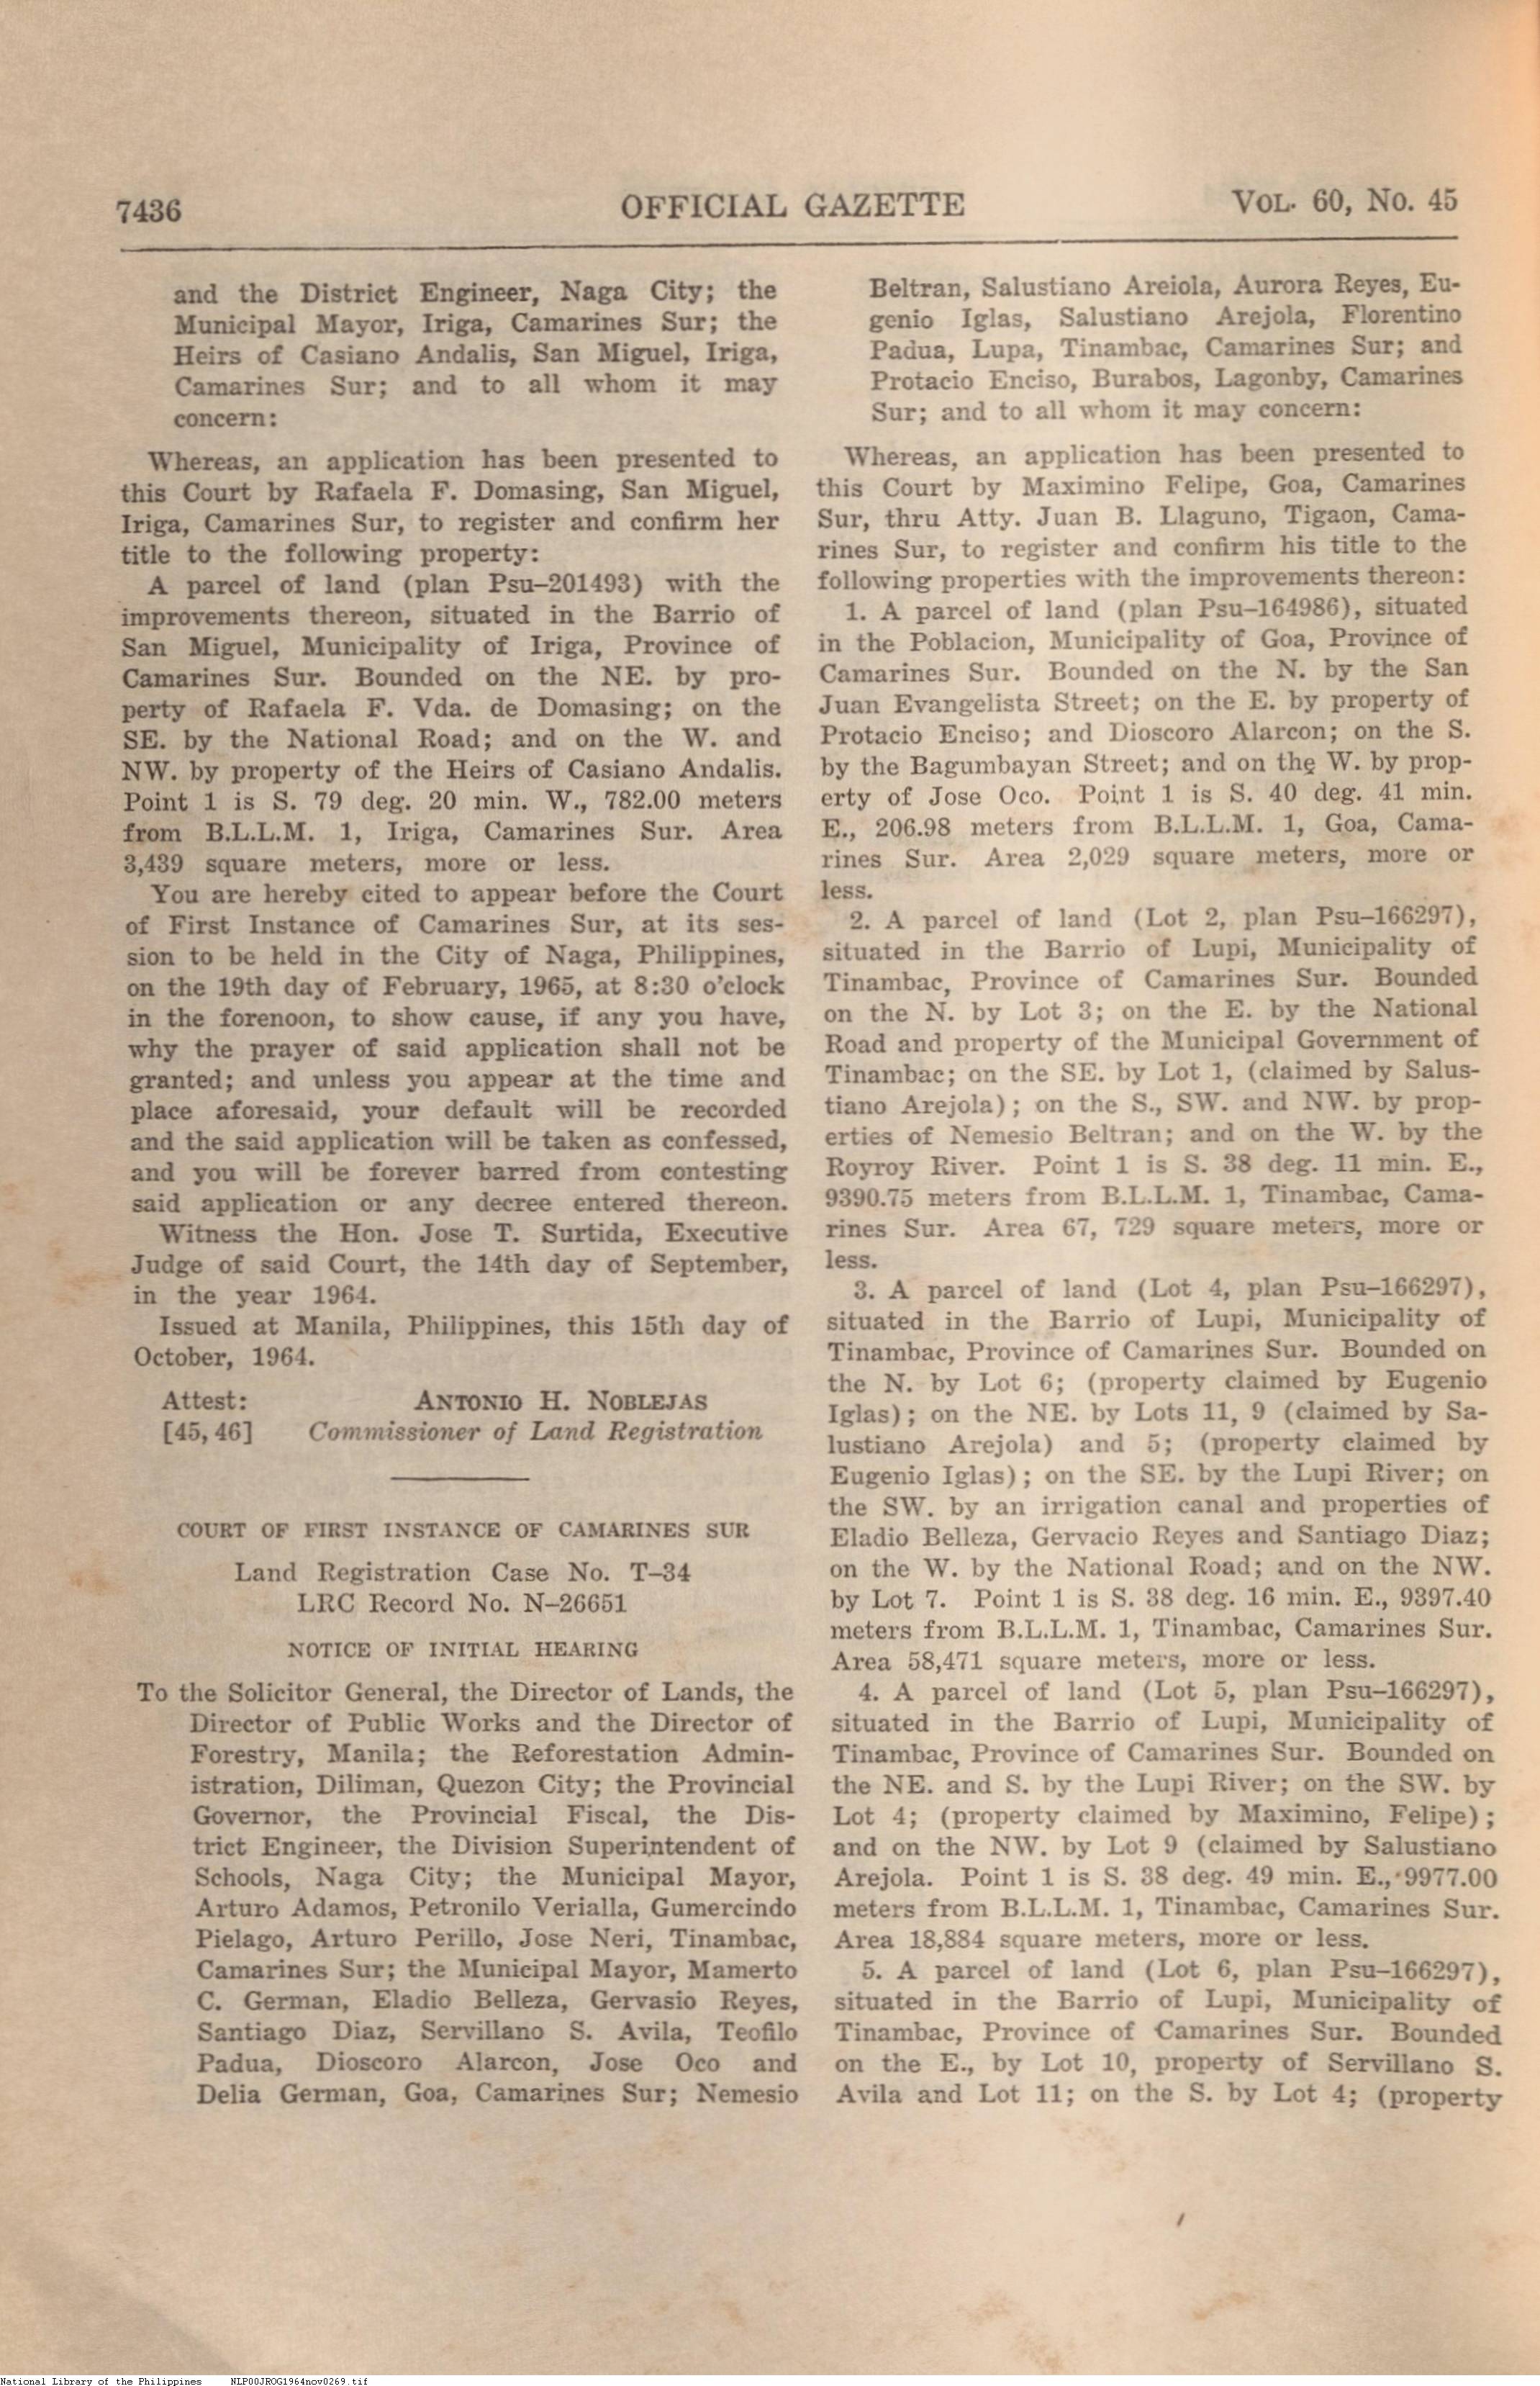 7436
OFFICIAL GAZETTE
VOL. 60, No. 45
and the District Engineer, Naga City; the
Municipal Mayor, Iriga, Camarines Sur; the
Heirs of Casiano Andalis, San Miguel, Iriga,
Camarines Sur; and to all whom it may
concern:
Whereas, an application has been presented to
this Court by Rafaela F. Domasing, San Miguel,
Iriga, Camarines Sur, to register and confirm her
title to the following property:
A parcel of land (plan Psu–201493) with the
improvements thereon, situated in the Barrio of
San Miguel, Municipality of Iriga, Province of
Camarines Sur. Bounded on the NE. by pro-
perty of Rafaela F. Vda. de Domasing; on the
SE. by the National Road; and on the W. and
NW. by property of the Heirs of Casiano Andalis.
Point 1 is S. 79 deg. 20 min. W., 782.00 meters
from B.L.L.M. 1, Iriga, Camarines Sur. Area
3,439 square meters, more or less.
You are hereby cited to appear before the Court
of First Instance of Camarines Sur, at its ses-
sion to be held in the City of Naga, Philippines,
on the 19th day of February, 1965, at 8:30 o'clock
in the forenoon, to show cause, if any you have,
why the prayer of said application shall not be
granted; and unless you appear at the time and
place aforesaid, your default will be recorded
and the said application will be taken as confessed,
and you will be forever barred from contesting
said application or any decree entered thereon.
Witness the Hon. Jose T. Surtida, Executive
Judge of said Court, the 14th day of September,
in the year 1964.
Issued at Manila, Philippines, this 15th day of
October, 1964.
Attest: ANTONIO H. NOBLEJAS
[45, 46] Commissioner of Land Registration
COURT OF FIRST INSTANCE OF CAMARINES SUR
Land Registration Case No. T–34
LRC Record No. N–26651
NOTICE OF INITIAL HEARING
To the Solicitor General, the Director of Lands, the
Director of Public Works and the Director of
Forestry, Manila; the Reforestation Admin-
istration, Diliman, Quezon City; the Provincial
Governor, the Provincial Fiscal, the Dis-
trict Engineer, the Division Superintendent of
Schools, Naga City; the Municipal Mayor,
Arturo Adamos, Petronilo Verialla, Gumercindo
Pielago, Arturo Perillo, Jose Neri, Tinambac,
Camarines Sur; the Municipal Mayor, Mamerto
C. German, Eladio Belleza, Gervasio Reyes,
Santiago Diaz, Servillano S. Avila, Teofilo
Padua, Dioscoro Alarcon, Jose Oco and
Delia German, Goa, Camarines Sur; Nemesio
Beltran, Salustiano Areiola, Aurora Reyes, Eu-
genio Iglas, Salustiano Arejola, Florentino
Padua, Lupa, Tinambac, Camarines Sur; and
Protacio Enciso, Burabos, Lagonby, Camarines
Sur; and to all whom it may concern:
Whereas, an application has been presented to
this Court by Maximino Felipe, Goa, Camarines
Sur, thru Atty. Juan B. Llaguno, Tigaon, Cama-
rines Sur, to register and confirm his title to the
following properties with the improvements thereon:
1. A parcel of land (plan Psu–164986), situated
in the Poblacion, Municipality of Goa, Province of
Camarines Sur. Bounded on the N. by the San
Juan Evangelista Street; on the E. by property of
Protacio Enciso; and Dioscoro Alarcon; on the S.
by the Bagumbayan Street; and on the W. by prop-
erty of Jose Oco. Point 1 is S. 40 deg. 41 min.
E., 206.98 meters from B.L.L.M. 1, Goa, Cama-
rines Sur. Area 2,029 square meters, more or
less.
2. A parcel of land (Lot 2, plan Psu–166297),
situated in the Barrio of Lupi, Municipality of
Tinambac, Province of Camarines Sur. Bounded
on the N. by Lot 3; on the E. by the National
Road and property of the Municipal Government of
Tinambac; on the SE. by Lot 1, (claimed by Salus-
tiano Arejola); on the S., SW. and NW. by prop-
erties of Nemesio Beltran; and on the W. by the
Royroy River. Point 1 is S. 38 deg. 11 min. E.,
9390.75 meters from B.L.L.M. 1, Tinambac, Cama-
rines Sur. Area 67, 729 square meters, more or
less.
3. A parcel of land (Lot 4, plan Psu–166297),
situated in the Barrio of Lupi, Municipality of
Tinambac, Province of Camarines Sur. Bounded on
the N. by Lot 6; (property claimed by Eugenio
Iglas); on the NE. by Lots 11, 9 (claimed by Sa-
lustiano Arejola) and 5; (property claimed by
Eugenio Iglas); on the SE. by the Lupi River; on
the SW. by an irrigation canal and properties of
Eladio Belleza, Gervacio Reyes and Santiago Diaz;
on the W. by the National Road; and on the NW.
by Lot 7. Point 1 is S. 38 deg. 16 min. E., 9397.40
meters from B.L.L.M. 1, Tinambac, Camarines Sur.
Area 58,471 square meters, more or less.
4. A parcel of land (Lot 5, plan Psu–166297),
situated in the Barrio of Lupi, Municipality of
Tinambac, Province of Camarines Sur. Bounded on
the NE. and S. by the Lupi River; on the SW. by
Lot 4; (property claimed by Maximino, Felipe);
and on the NW. by Lot 9 (claimed by Salustiano
Arejola. Point 1 is S. 38 deg. 49 min. E., 9977.00
meters from B.L.L.M. 1, Tinambac, Camarines Sur.
Area 18,884 square meters, more or less.
5. A parcel of land (Lot 6, plan Psu–166297),
situated in the Barrio of Lupi, Municipality of
Tinambac, Province of Camarines Sur. Bounded
on the E., by Lot 10, property of Servillano S.
Avila and Lot 11; on the S. by Lot 4; (property
National Library of the Philippines NLP00JROG1964nov0269.tif